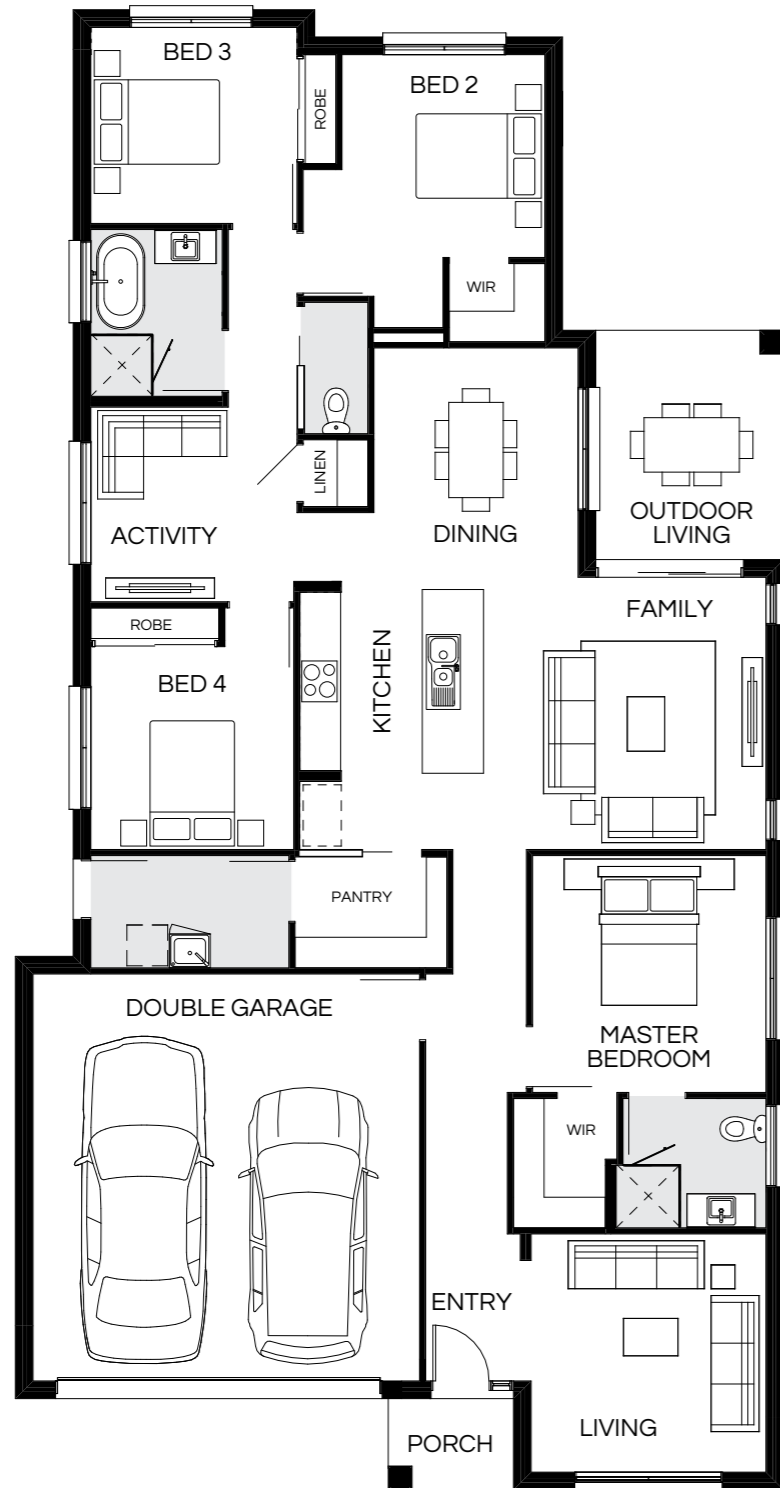 BED 3
BED 2
ROBE
WIR
LINEN
ACTIVITY
DINING
OUTDOOR
LIVING
ROBE
FAMILY
BED 4
KITCHEN
PANTRY
DOUBLE GARAGE
MASTER
BEDROOM
WIR
ENTRY
LIVING
PORCH